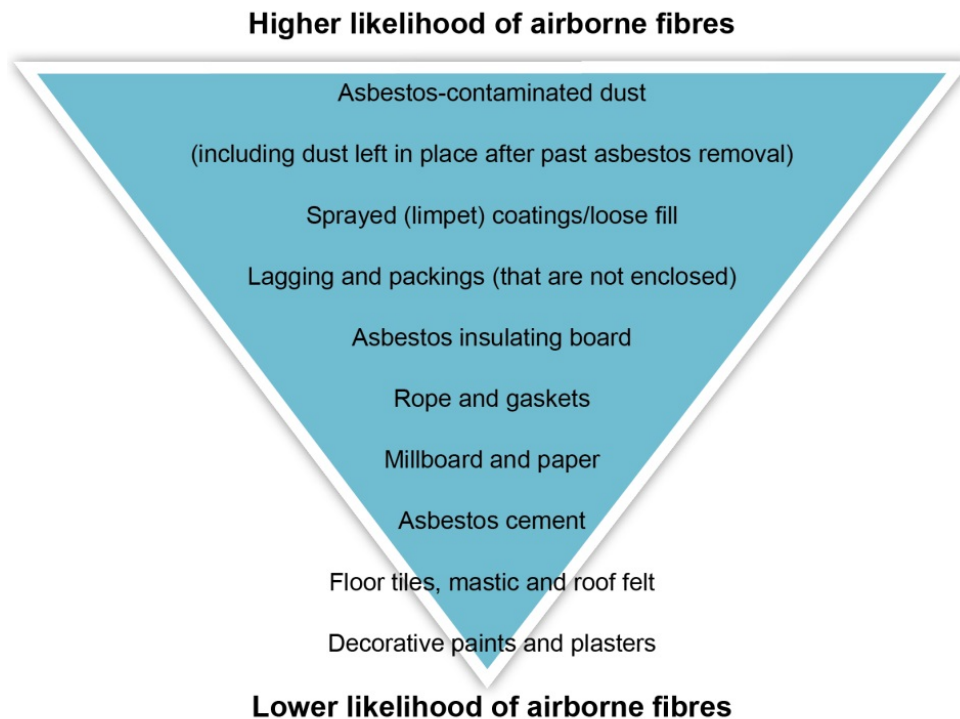 Higher likelihood of airborne fibres
Asbestos-contaminated dust
(including dust left in place after past asbestos removal)
Sprayed (limpet) coatings/loose fill
Lagging and packings (that are not enclosed)
Asbestos insulating board
Rope and gaskets
Millboard and paper
Asbestos cement
Floor tiles, mastic and roof felt
Decorative paints and plasters
Lower likelihood of airborne fibres